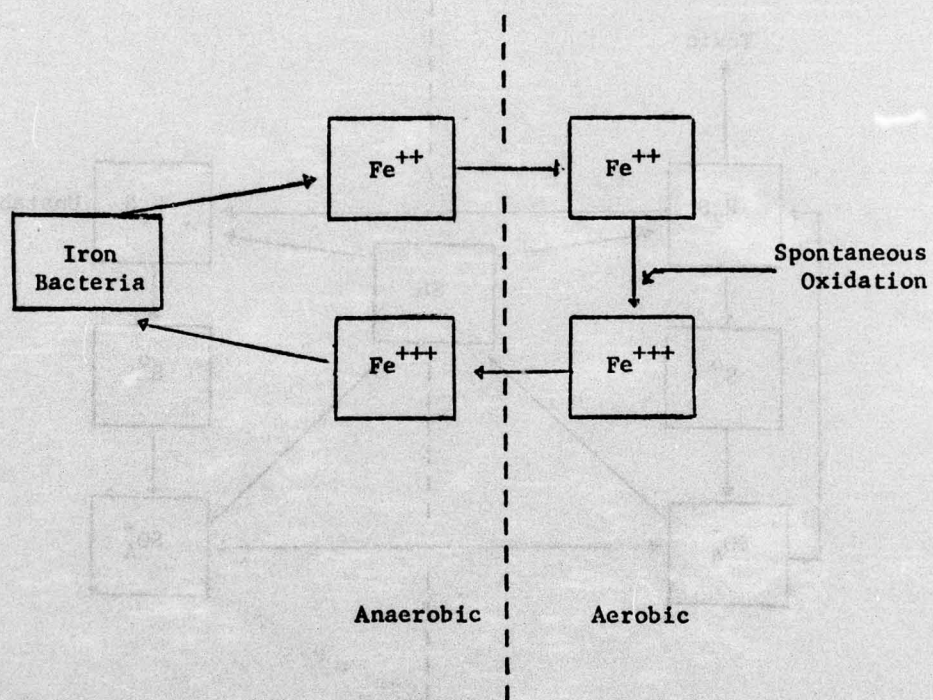 Fe++
Fe++
Iron
Bacteria
Spontaneous
Oxidation
Fe+++
Fe+++
Anaerobic
Aerobic